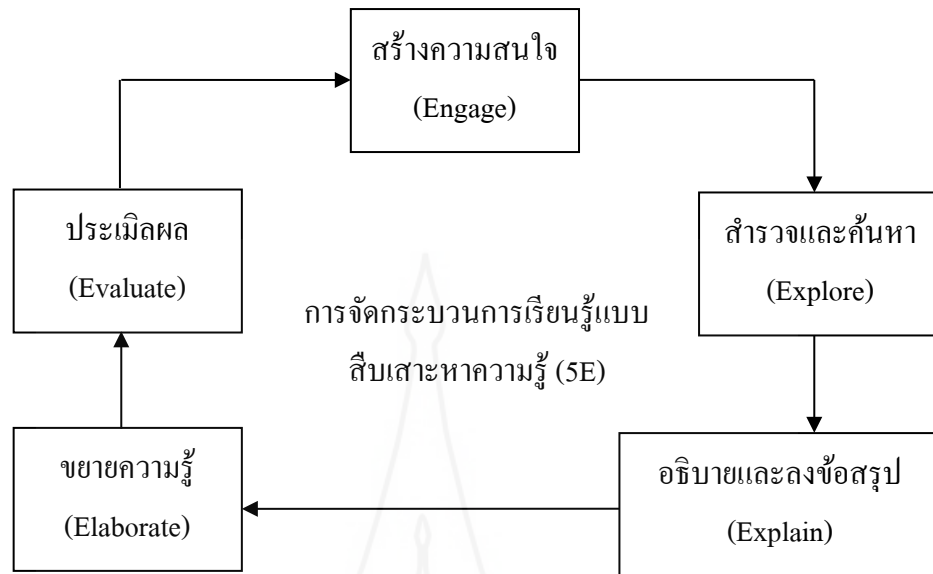 สร้างความสนใจ
(Engage)
สำรวจและค้นหา
(Explore)
อธิบายและลงข้อสรุป
(Explain)
ขยายความรู้
(Elaborate)
ประเมิลผล
(Evaluate)
การจัดกระบวนการเรียนรู้แบบ
สืบเสาะหาความรู้ (5E)